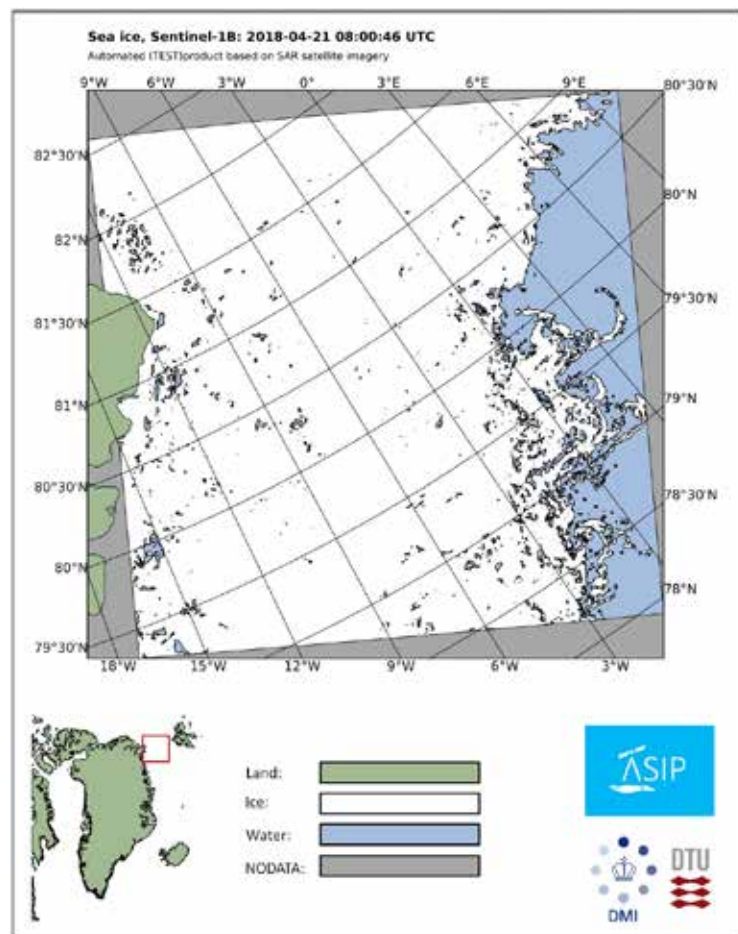 Sea ice, Sentinel-1B: 2018-04-21 08:00:46 UTC
Automated (TEST)product based on SAR satellite imagery
9°W 6°W 3°W 0° 3°E 6°E 9°E 80°30'N
82°30'N
80°N
82°N
79°30'N
81°30'N
79°N
81°N
78°30'N
80°30'N
78°N
80°N
79°30'N
18°W 15°W 12°W 9°W 6°W 3°W
Land:
Ice:
Water:
NODATA:
ASIP
DTU
DMI